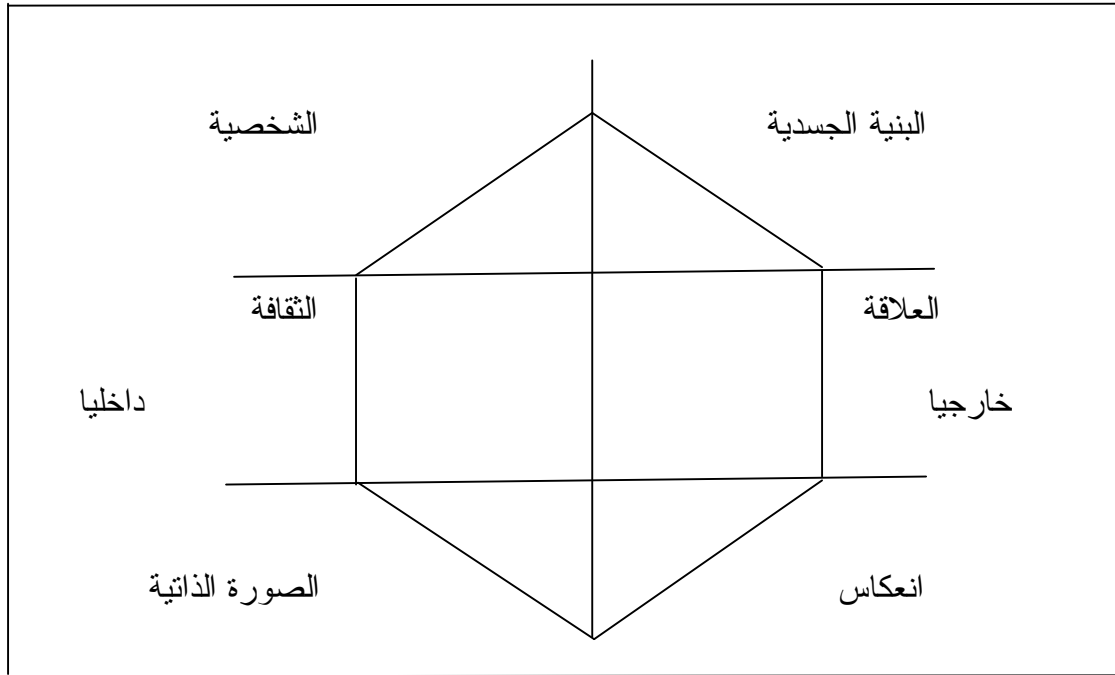 البنية الجسدية
الشخصية
العلاقة
الثقافة
خارجيا
داخليا
انعكاس
الصورة الذاتية